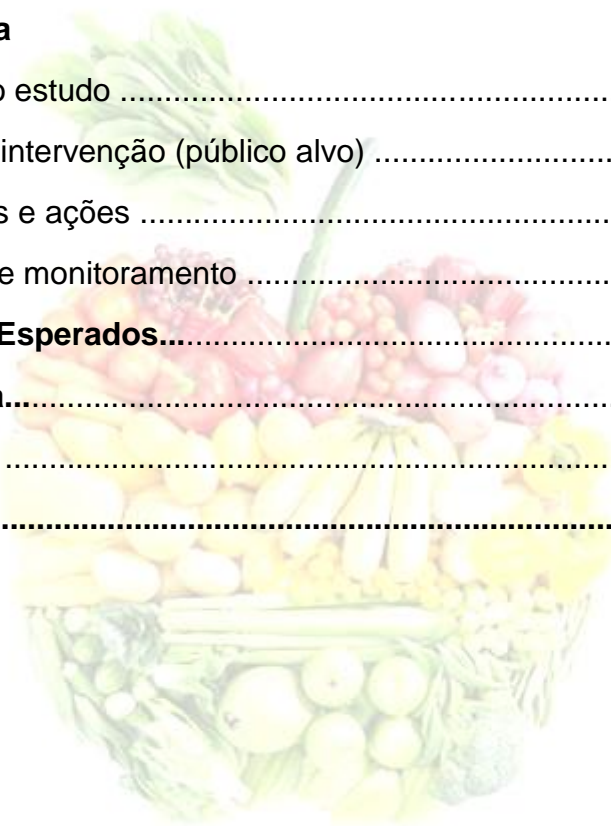 a
o estudo ..............................................................
intervenção (público alvo) ..............................
s e ações ...........................................................
e monitoramento ..............................................
Esperados.......................................................
a..........................................................................
.............................................................................
.............................................................................